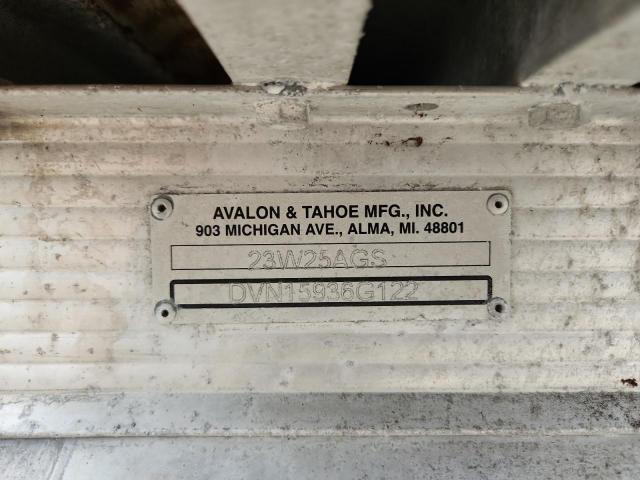 AVALON & TAHOE MFG., INC.
903 MICHIGAN AVE., ALMA, MI. 48801
23W25AGS
DVN15936G122